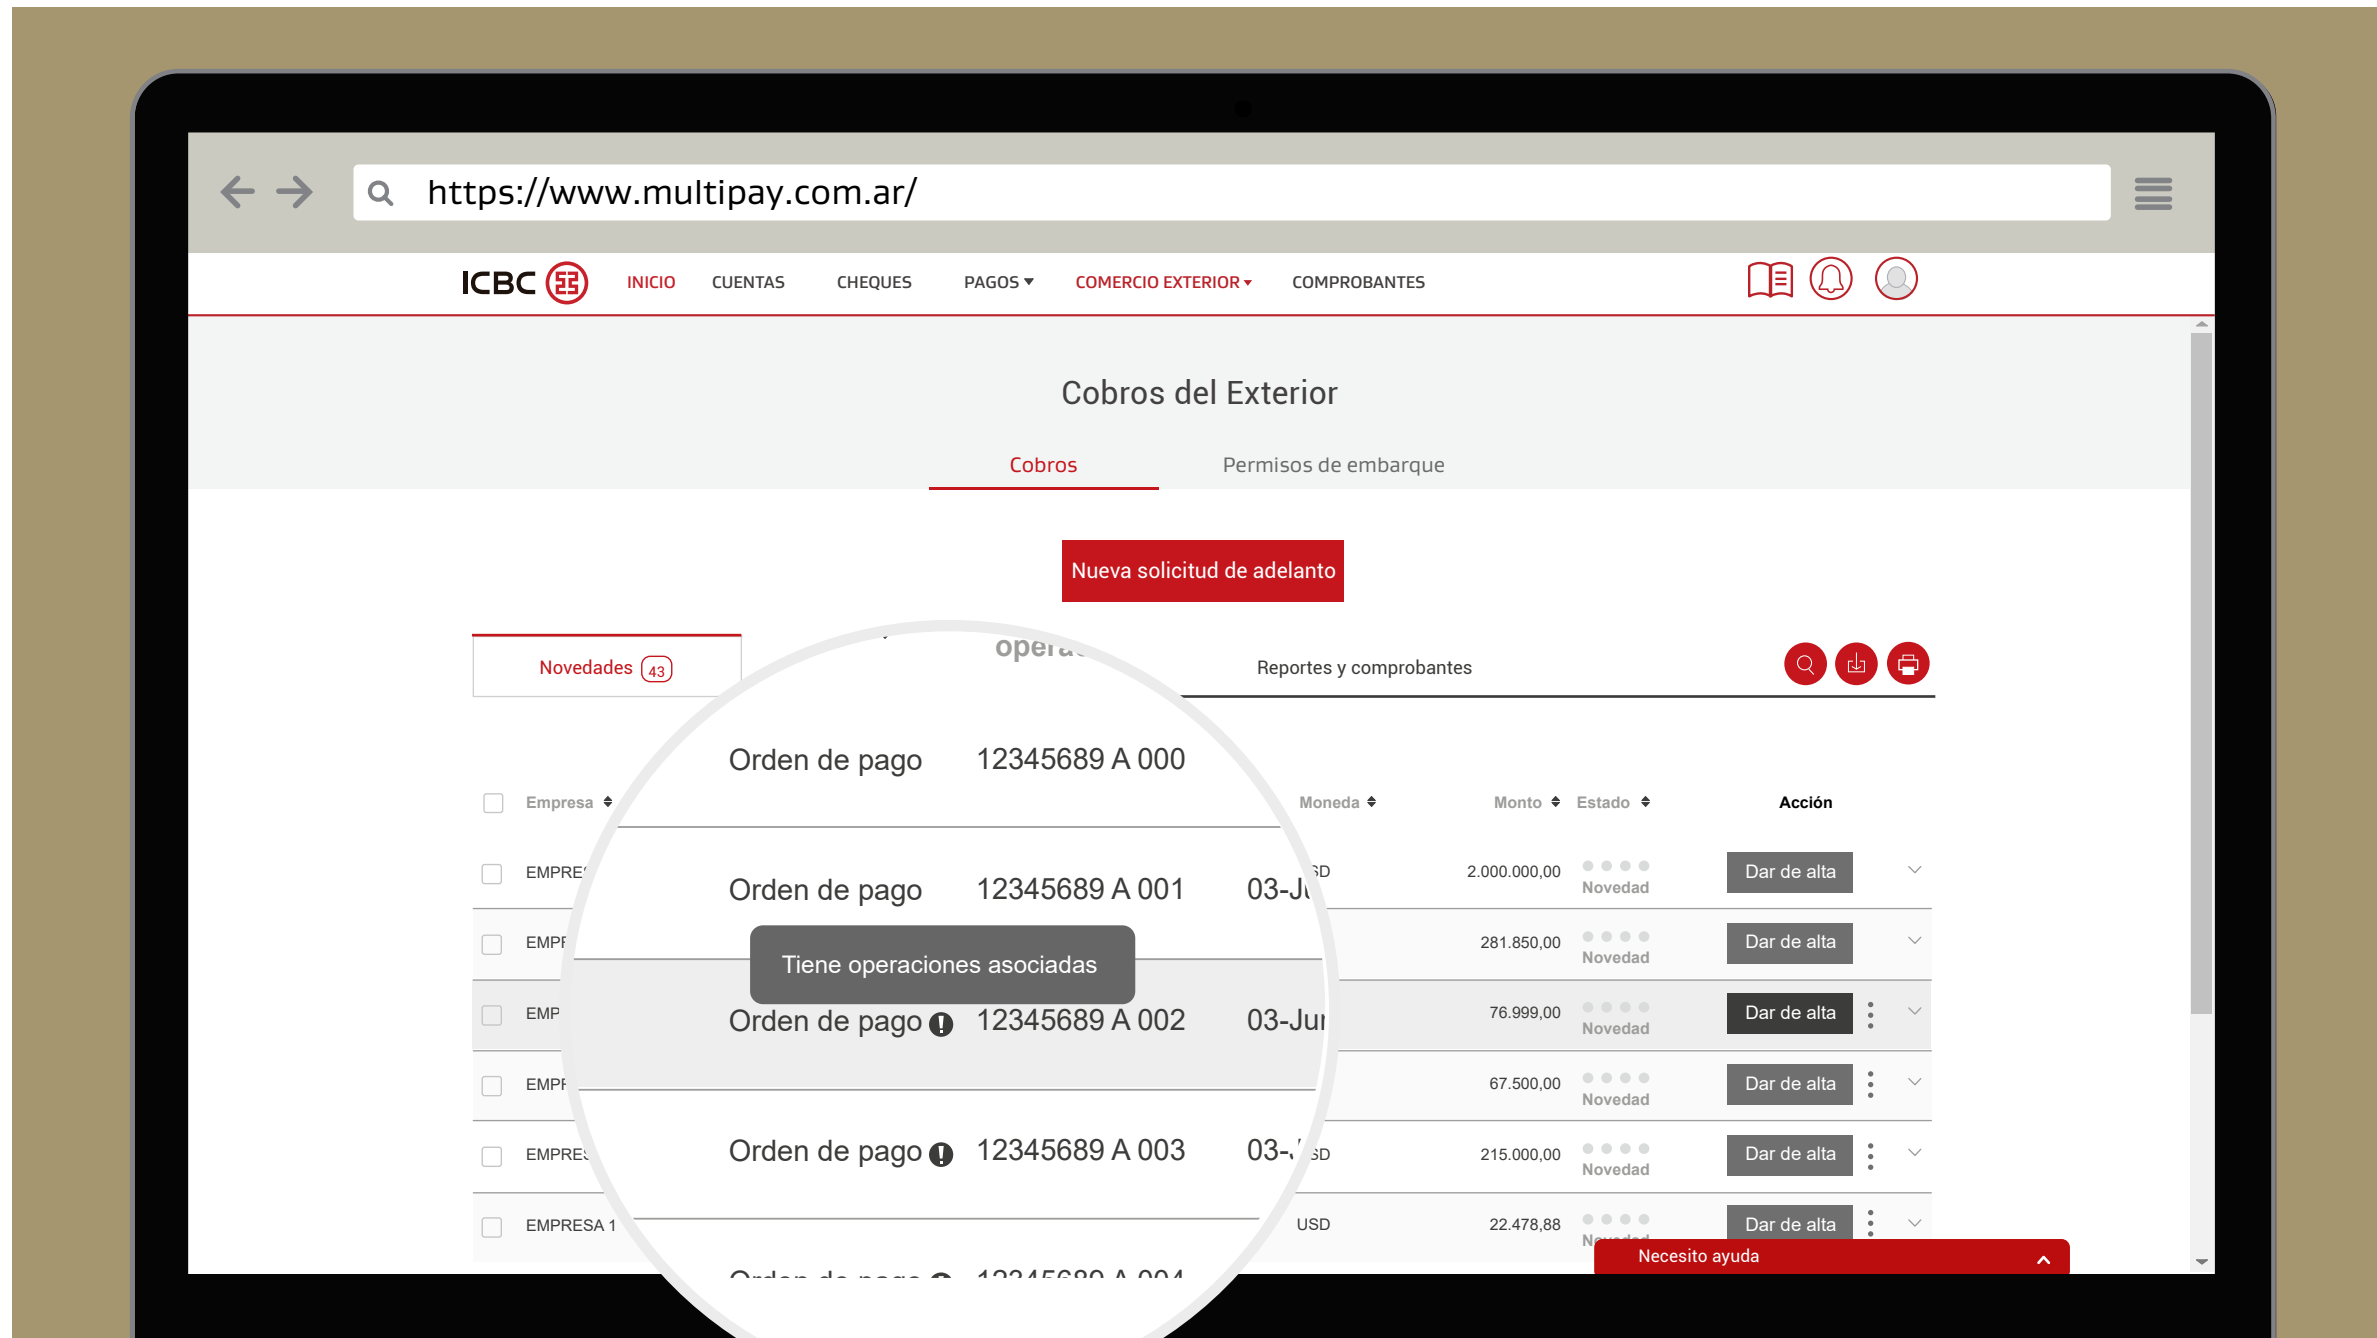 https://www.multipay.com.ar/
ICBC INICIO CUENTAS CHEQUES PAGOS COMERCIO EXTERIOR COMPROBANTES
Cobros del Exterior
Cobros Permisos de embarque
Nueva solicitud de adelanto
Novedades 43 Reportes y comprobantes
Orden de pago 12345689 A 000
Empresa Moneda Monto Estado Acción
2.000.000,00 Novedad Dar de alta
Orden de pago 12345689 A 001
281.850,00 Novedad Dar de alta
Tiene operaciones asociadas
Orden de pago 12345689 A 002 03-Jun
76.999,00 Novedad Dar de alta
67.500,00 Novedad Dar de alta
Orden de pago 12345689 A 003
215.000,00 Novedad Dar de alta
EMPRESA 1 USD 22.478,88 Dar de alta
Necesito ayuda
Orden de pago 12345689 A 004